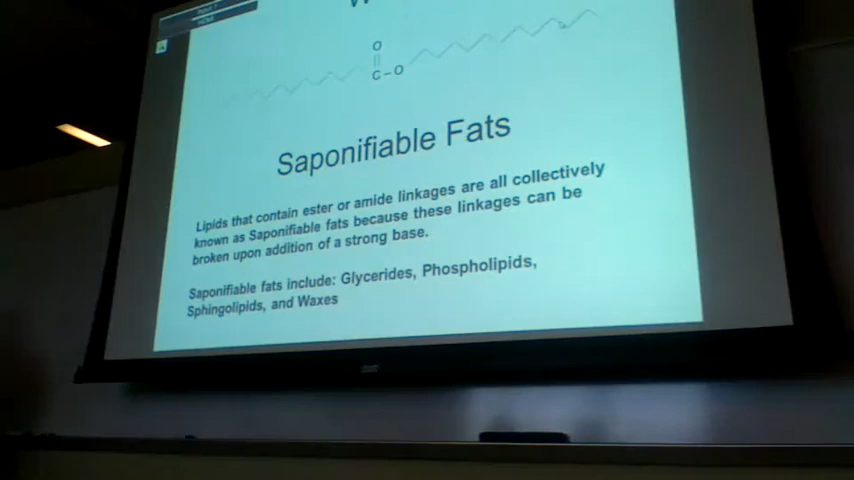 HDMI
W
O
C-O
Saponifiable Fats
Lipids that contain ester or amide linkages are all collectively
known as Saponifiable fats because these linkages can be
broken upon addition of a strong base.
Saponifiable fats include: Glycerides, Phospholipids,
Sphingolipids, and Waxes